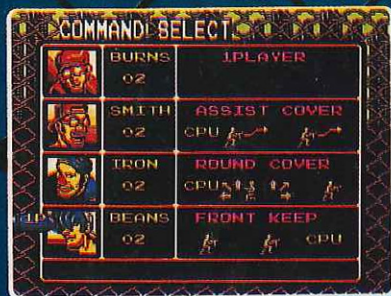 COMMAND SELECT
BURNS 1PLAYER
02
SMITH ASSIST COVER
02 CPU
IRON ROUND COVER
02 CPU
BEANS FRONT KEEP
02 CPU